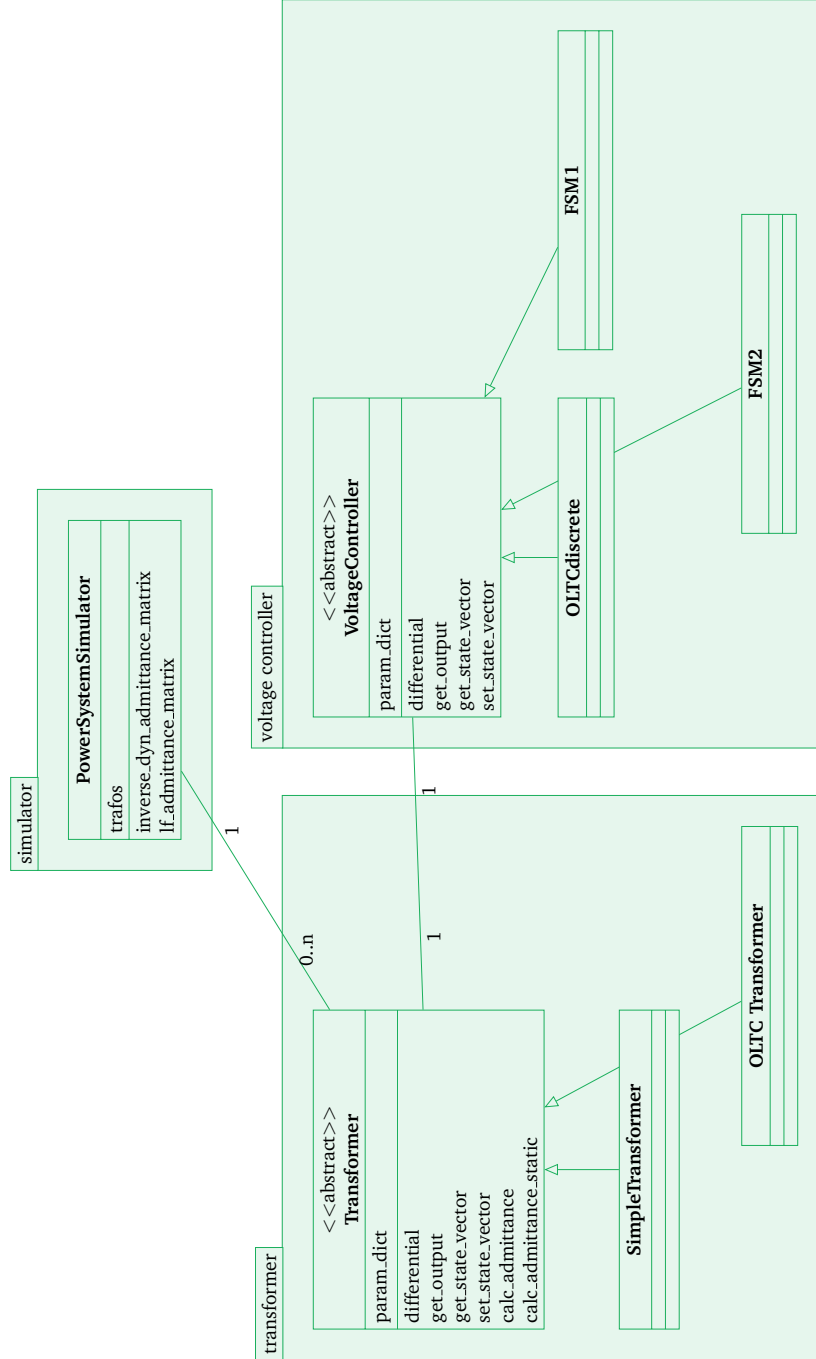 simulator
PowerSystemSimulator
trafos
inverse_dyn_admittance_matrix
lf_admittance_matrix
1
0..n
transformer
<<abstract>>
Transformer
param_dict
differential
get_output
get_state_vector
set_state_vector
calc_admittance
calc_admittance_static
1
1
SimpleTransformer
OLTC Transformer
voltage controller
<<abstract>>
VoltageController
param_dict
differential
get_output
get_state_vector
set_state_vector
OLTCdiscrete
FSM1
FSM2